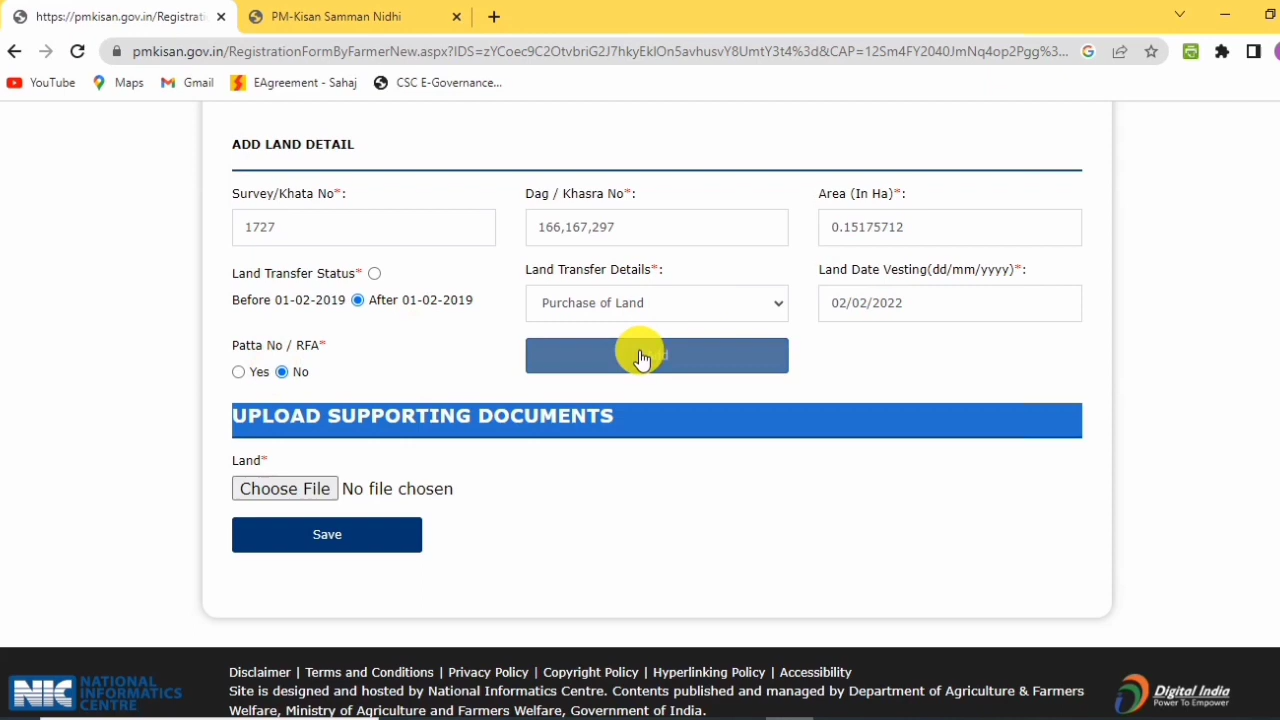 https://pmkisan.gov.in/Registrati
PM-Kisan Samman Nidhi
pmkisan.gov.in/RegistrationFormByFarmerNew.aspx?IDS=zYCoec9C2OtvbriG2J7hkyEklOn5avhusvY8UmtY3t4%3d&CAP=12Sm4FY2040JmNq4op2Pgg%3...
YouTube
Maps
Gmail
EAgreement - Sahaj
CSC E-Governance...
ADD LAND DETAIL
Survey/Khata No*:
Dag / Khasra No*:
Area (In Ha)*:
1727
166,167,297
0.15175712
Land Transfer Status*
Land Transfer Details*:
Land Date Vesting(dd/mm/yyyy)*:
Before 01-02-2019
After 01-02-2019
Purchase of Land
02/02/2022
Patta No / RFA*
Yes
No
UPLOAD SUPPORTING DOCUMENTS
Land*
Choose File No file chosen
Save
Disclaimer | Terms and Conditions | Privacy Policy | Copyright Policy | Hyperlinking Policy | Accessibility
Site is designed and hosted by National Informatics Centre. Contents published and managed by Department of Agriculture & Farmers
Welfare, Ministry of Agriculture and Farmers Welfare, Government of India.
NIC NATIONAL
INFORMATICS
CENTRE
Digital India
Power To Empower